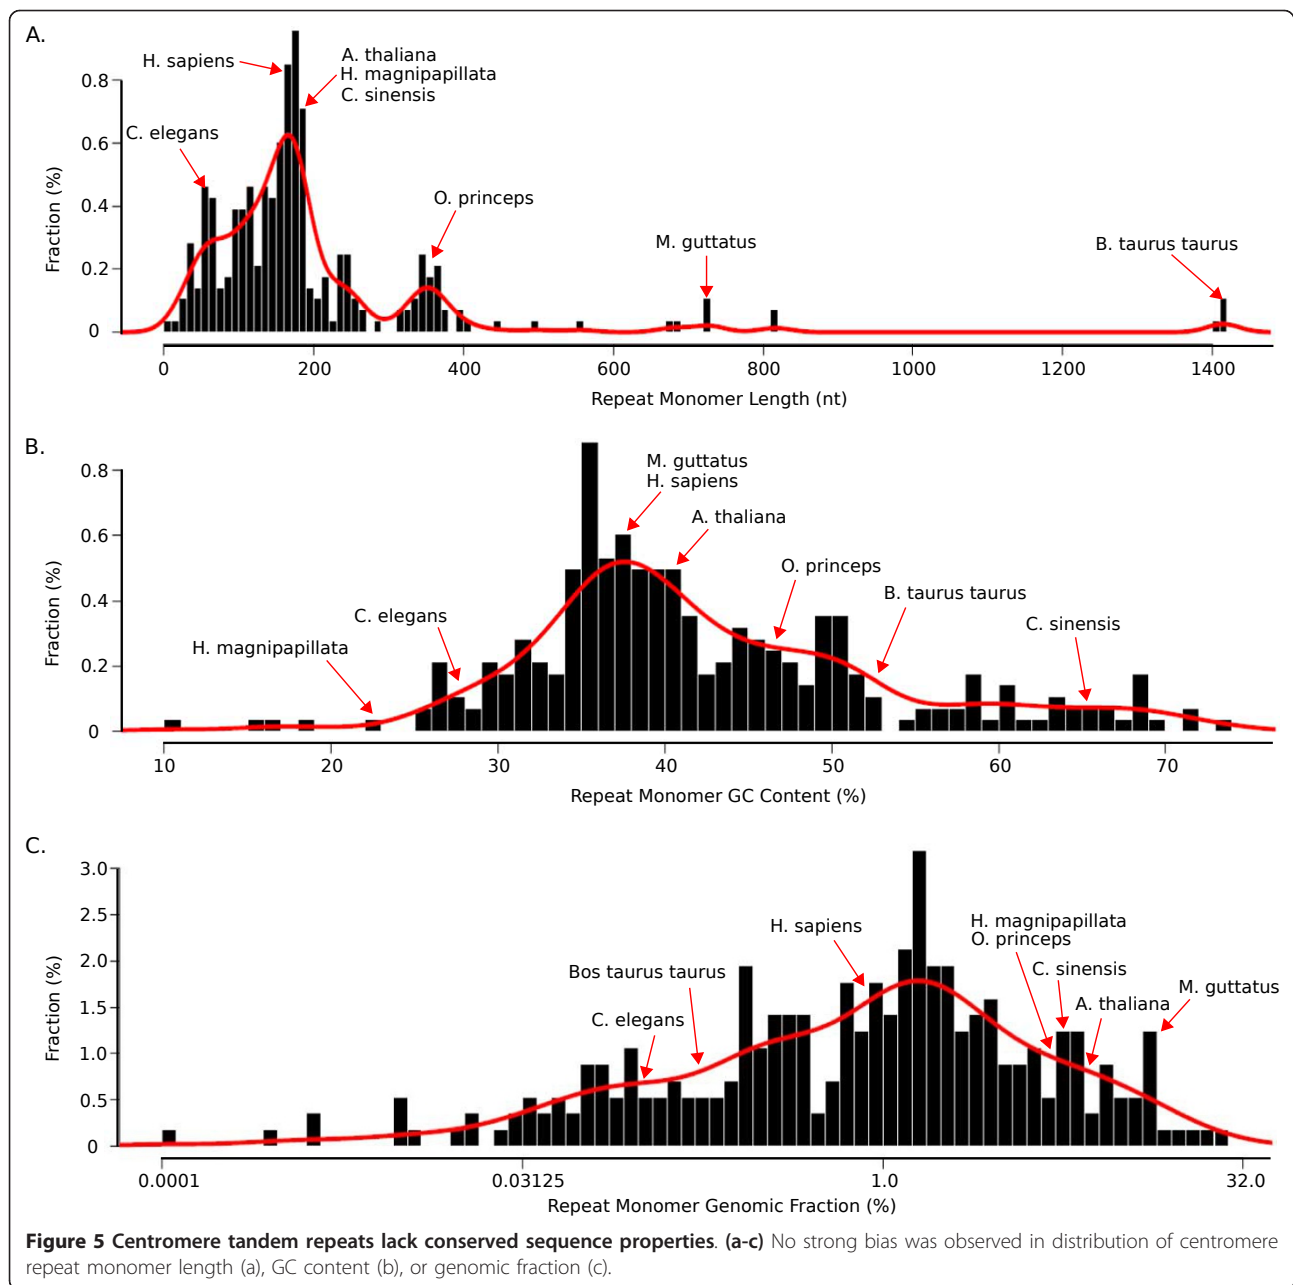 A.
H. sapiens
A. thaliana
H. magnipapillata
C. sinensis
C. elegans
O. princeps
M. guttatus
B. taurus taurus
Fraction (%)
0.8
0.6
0.4
0.2
0
0 200 400 600 800 1000 1200 1400
Repeat Monomer Length (nt)
B.
M. guttatus
H. sapiens
A. thaliana
O. princeps
B. taurus taurus
C. sinensis
C. elegans
H. magnipapillata
Fraction (%)
0.8
0.6
0.4
0.2
0
10 20 30 40 50 60 70
Repeat Monomer GC Content (%)
C.
H. sapiens
H. magnipapillata
O. princeps
C. sinensis
A. thaliana
M. guttatus
Bos taurus taurus
C. elegans
Fraction (%)
3.0
2.5
2.0
1.5
1.0
0.5
0
0.0001 0.03125 1.0 32.0
Repeat Monomer Genomic Fraction (%)
Figure 5 Centromere tandem repeats lack conserved sequence properties. (a-c) No strong bias was observed in distribution of centromere
repeat monomer length (a), GC content (b), or genomic fraction (c).